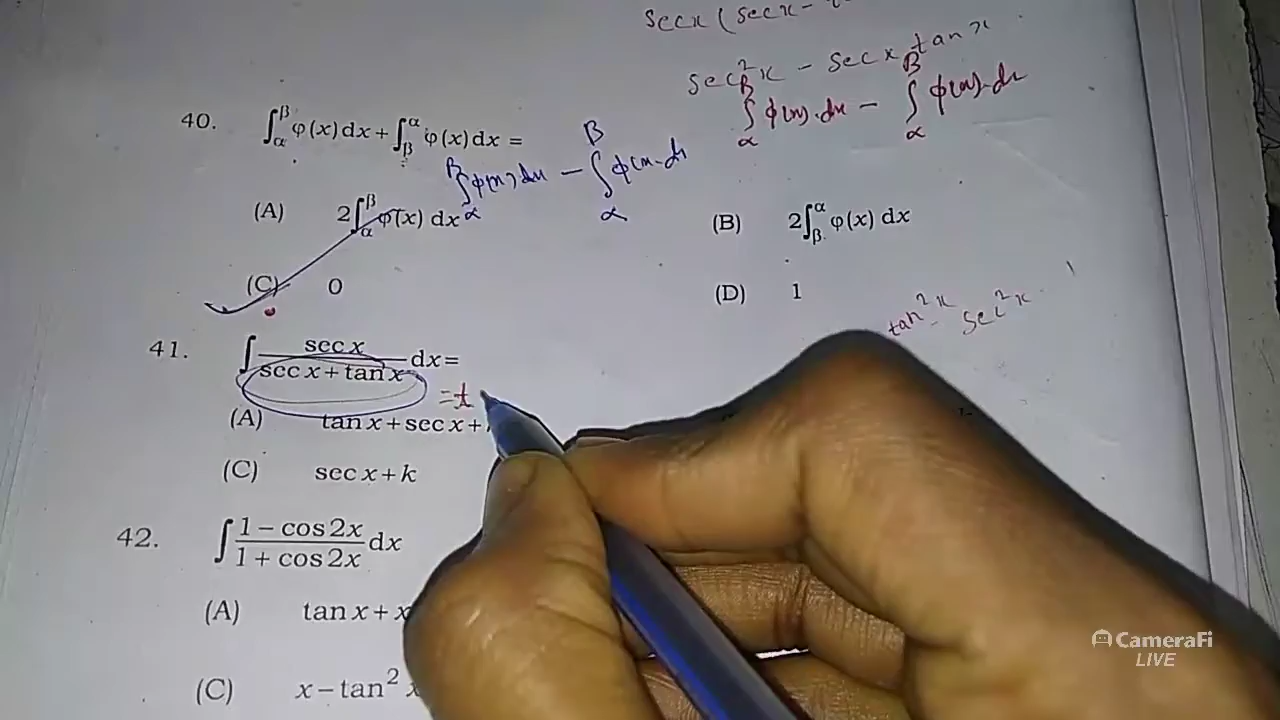 sec x ( sec x -
sec²x - sec x tan x
∫_α^β φ(x).dx - ∫_α^β φ(x).dx
40. ∫_α^β φ(x) dx + ∫_β^α φ(x) dx =
∫_α^β φ(x) dx - ∫_α^β φ(x.dx
(A) 2∫_α^β φ(x) dx (B) 2∫_β^α φ(x) dx
(C) 0 (D) 1
tan²x sec²x
41. ∫ sec x / (sec x + tan x) dx =
= t
(A) tan x + sec x +
(C) sec x + k
42. ∫ (1 - cos 2x) / (1 + cos 2x) dx
(A) tan x + x
(C) x - tan² x
CameraFi
LIVE